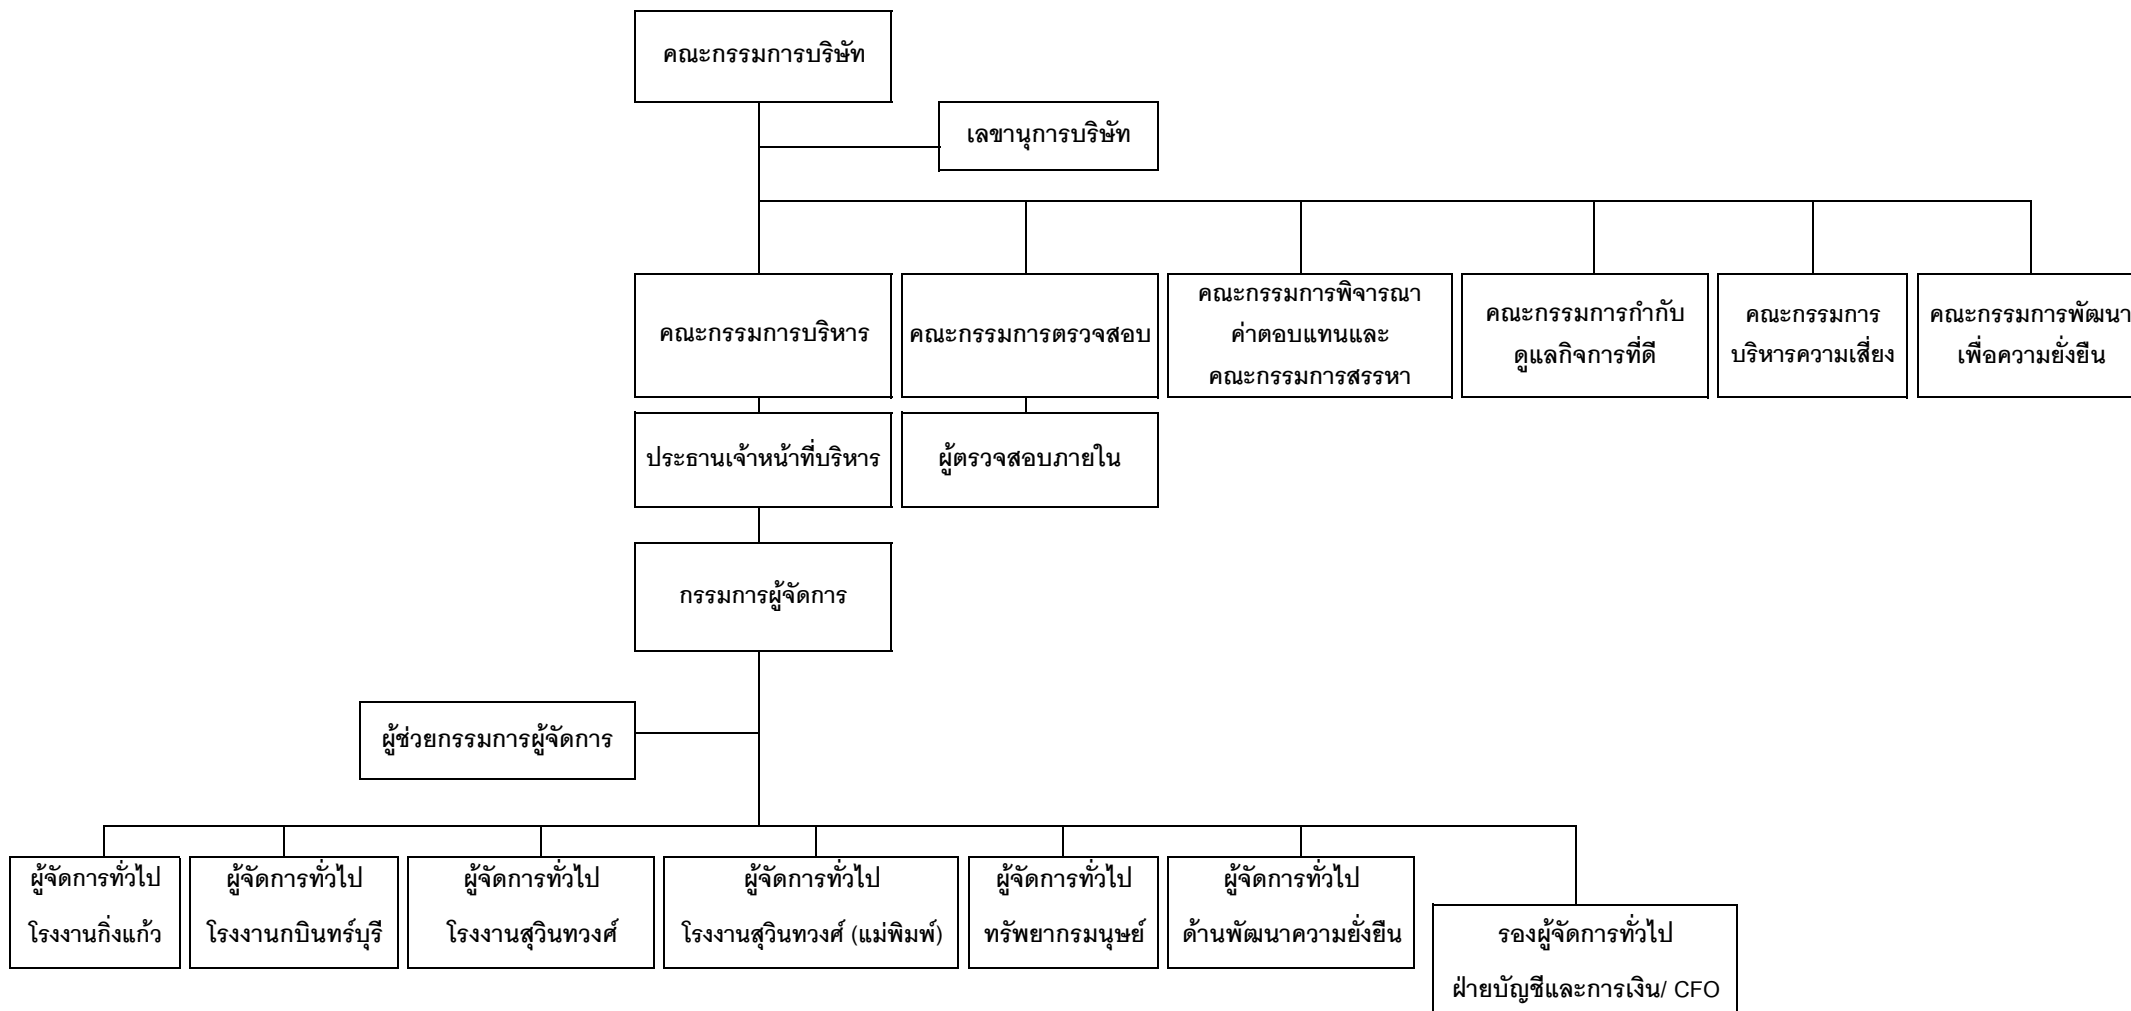 คณะกรรมการบริษัท
เลขานุการบริษัท
คณะกรรมการบริหาร
คณะกรรมการตรวจสอบ
คณะกรรมการพิจารณา
ค่าตอบแทนและ
คณะกรรมการสรรหา
คณะกรรมการกำกับ
ดูแลกิจการที่ดี
คณะกรรมการ
บริหารความเสี่ยง
คณะกรรมการพัฒนา
เพื่อความยั่งยืน
ประธานเจ้าหน้าที่บริหาร
ผู้ตรวจสอบภายใน
กรรมการผู้จัดการ
ผู้ช่วยกรรมการผู้จัดการ
ผู้จัดการทั่วไป
โรงงานกิ่งแก้ว
ผู้จัดการทั่วไป
โรงงานกบินทร์บุรี
ผู้จัดการทั่วไป
โรงงานสุวินทวงศ์
ผู้จัดการทั่วไป
โรงงานสุวินทวงศ์ (แม่พิมพ์)
ผู้จัดการทั่วไป
ทรัพยากรมนุษย์
ผู้จัดการทั่วไป
ด้านพัฒนาความยั่งยืน
รองผู้จัดการทั่วไป
ฝ่ายบัญชีและการเงิน/ CFO